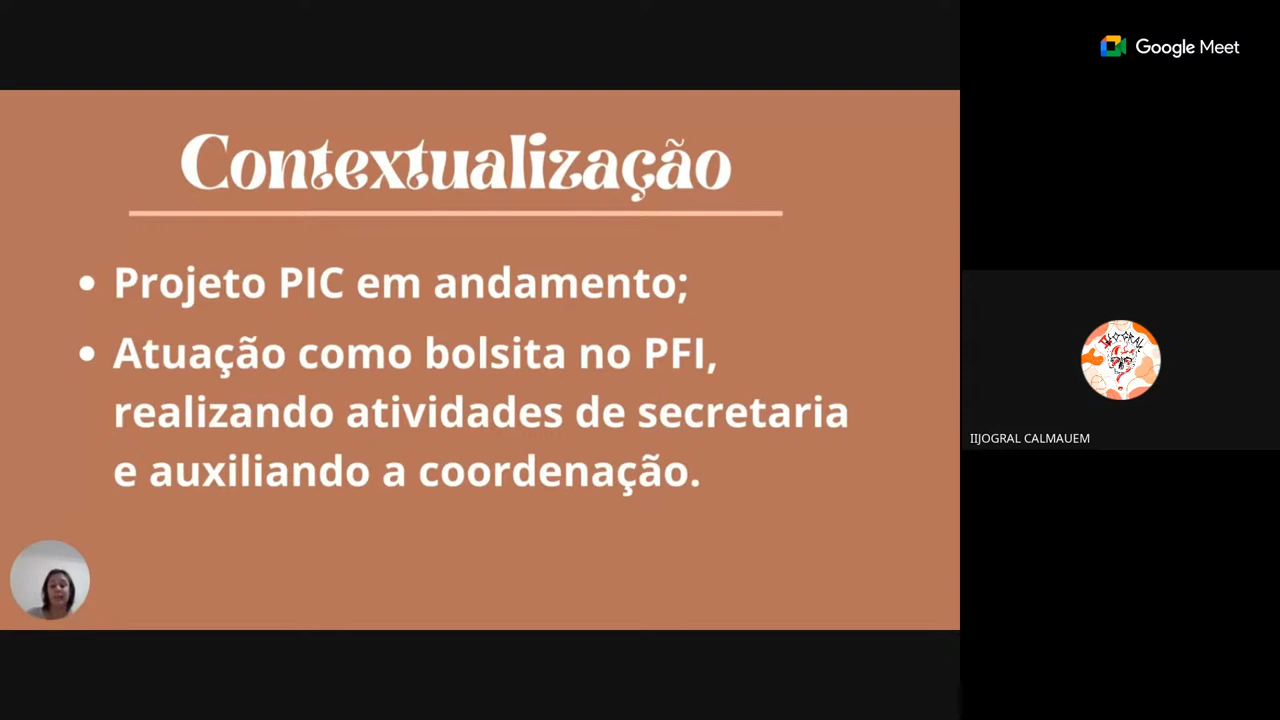 Google Meet
Contextualização
• Projeto PIC em andamento;
• Atuação como bolsita no PFI,
realizando atividades de secretaria
e auxiliando a coordenação.
IIJOGRAL CALMAUEM